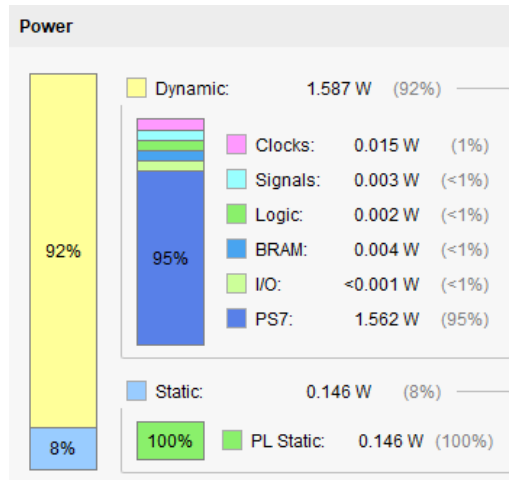 Power
Dynamic: 1.587 W (92%)
Clocks: 0.015 W (1%)
Signals: 0.003 W (<1%)
Logic: 0.002 W (<1%)
92%
95%
BRAM: 0.004 W (<1%)
I/O: <0.001 W (<1%)
PS7: 1.562 W (95%)
Static: 0.146 W (8%)
8%
100%
PL Static: 0.146 W (100%)